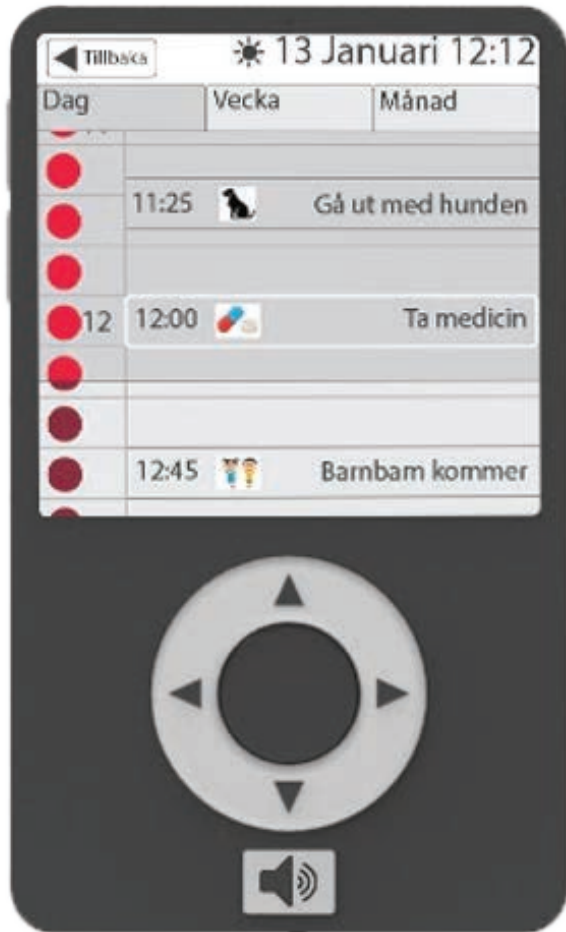 Tillbaka
13 Januari 12:12
Dag Vecka Månad
11:25 Gå ut med hunden
12 12:00 Ta medicin
12:45 Barnbarn kommer